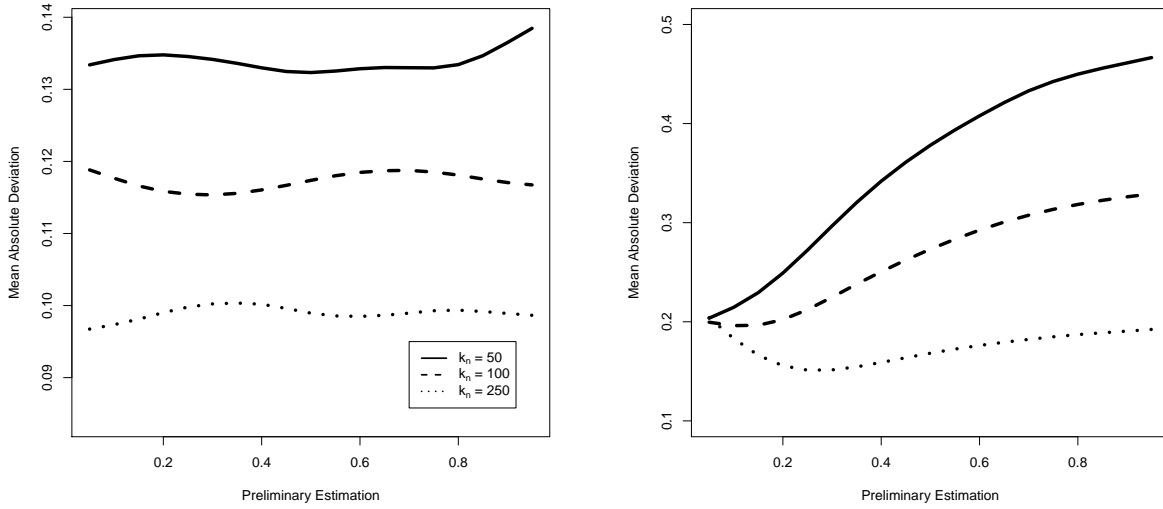 0.14
0.13
0.12
0.11
0.10
0.09
Mean Absolute Deviation
0.2
0.4
0.6
0.8
Preliminary Estimation
kn = 50
kn = 100
kn = 250
0.5
0.4
0.3
0.2
0.1
Mean Absolute Deviation
0.2
0.4
0.6
0.8
Preliminary Estimation